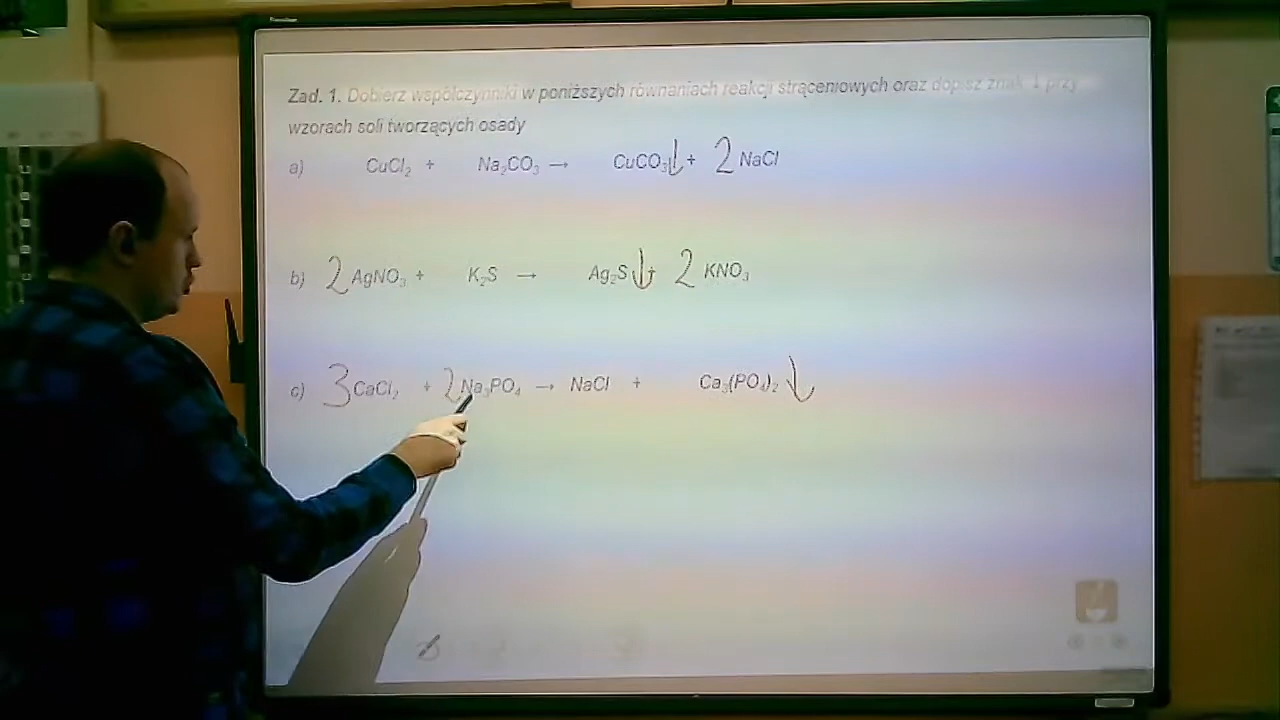 Zad. 1. Dobierz współczynniki w poniższych równaniach reakcji strąceniowych oraz dopisz znak ↓ przy
wzorach soli tworzących osady
a) CuCl₂ + Na₂CO₃ → CuCO₃↓ + 2 NaCl
b) 2 AgNO₃ + K₂S → Ag₂S↓ + 2 KNO₃
c) 3 CaCl₂ + 2 Na₃PO₄ → NaCl + Ca₃(PO₄)₂ ↓